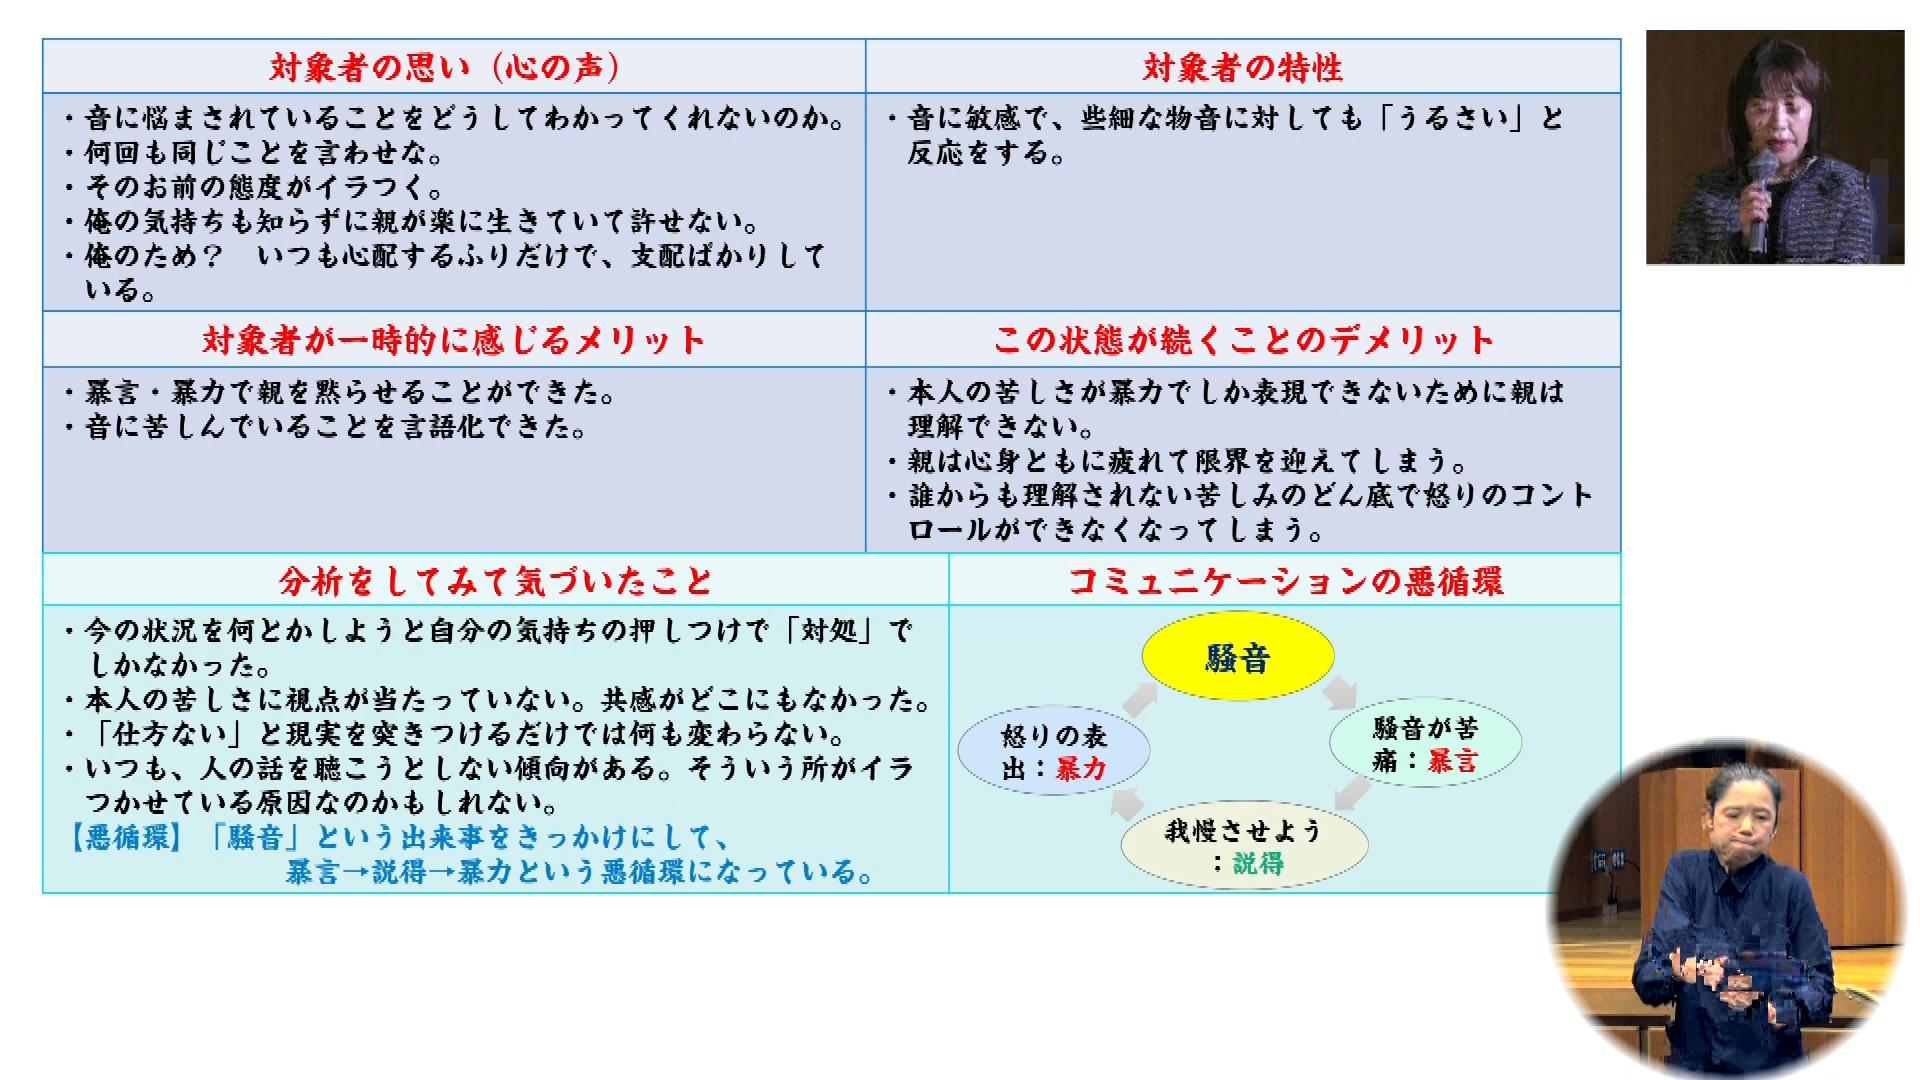 対象者の思い（心の声）
・音に悩まされていることをどうしてわかってくれないのか。
・何回も同じことを言わせな。
・そのお前の態度がイラつく。
・俺の気持ちも知らずに親が楽に生きていて許せない。
・俺のため？　いつも心配するふりだけで、支配ばかりして
いる。
対象者の特性
・音に敏感で、些細な物音に対しても「うるさい」と
反応をする。
対象者が一時的に感じるメリット
・暴言・暴力で親を黙らせることができた。
・音に苦しんでいることを言語化できた。
この状態が続くことのデメリット
・本人の苦しさが暴力でしか表現できないために親は
理解できない。
・親は心身ともに疲れて限界を迎えてしまう。
・誰からも理解されない苦しみのどん底で怒りのコント
ロールができなくなってしまう。
分析をしてみて気づいたこと
・今の状況を何とかしようと自分の気持ちの押しつけで「対処」で
しかなかった。
・本人の苦しさに視点が当たっていない。共感がどこにもなかった。
・「仕方ない」と現実を突きつけるだけでは何も変わらない。
・いつも、人の話を聴こうとしない傾向がある。そういう所がイラ
つかせている原因なのかもしれない。
【悪循環】「騒音」という出来事をきっかけにして、
暴言→説得→暴力という悪循環になっている。
コミュニケーションの悪循環
騒音
騒音が苦
痛：暴言
我慢させよう
：説得
怒りの表
出：暴力